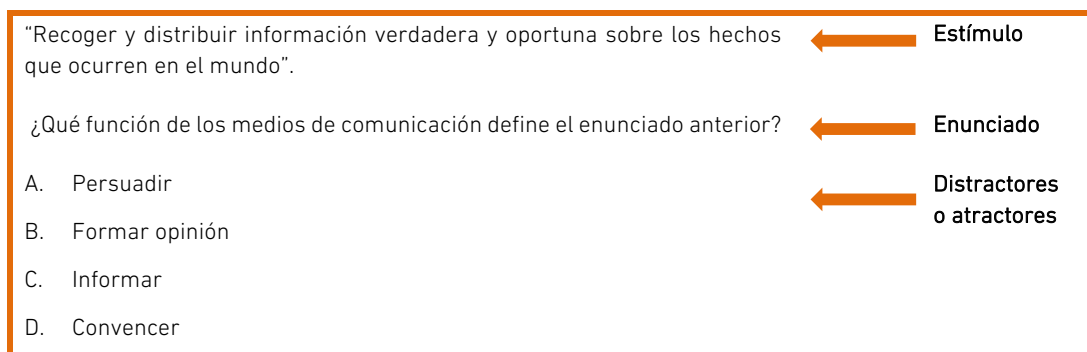 “Recoger y distribuir información verdadera y oportuna sobre los hechos
que ocurren en el mundo”.
Estímulo
¿Qué función de los medios de comunicación define el enunciado anterior?
Enunciado
A. Persuadir
Distractores
o atractores
B. Formar opinión
C. Informar
D. Convencer